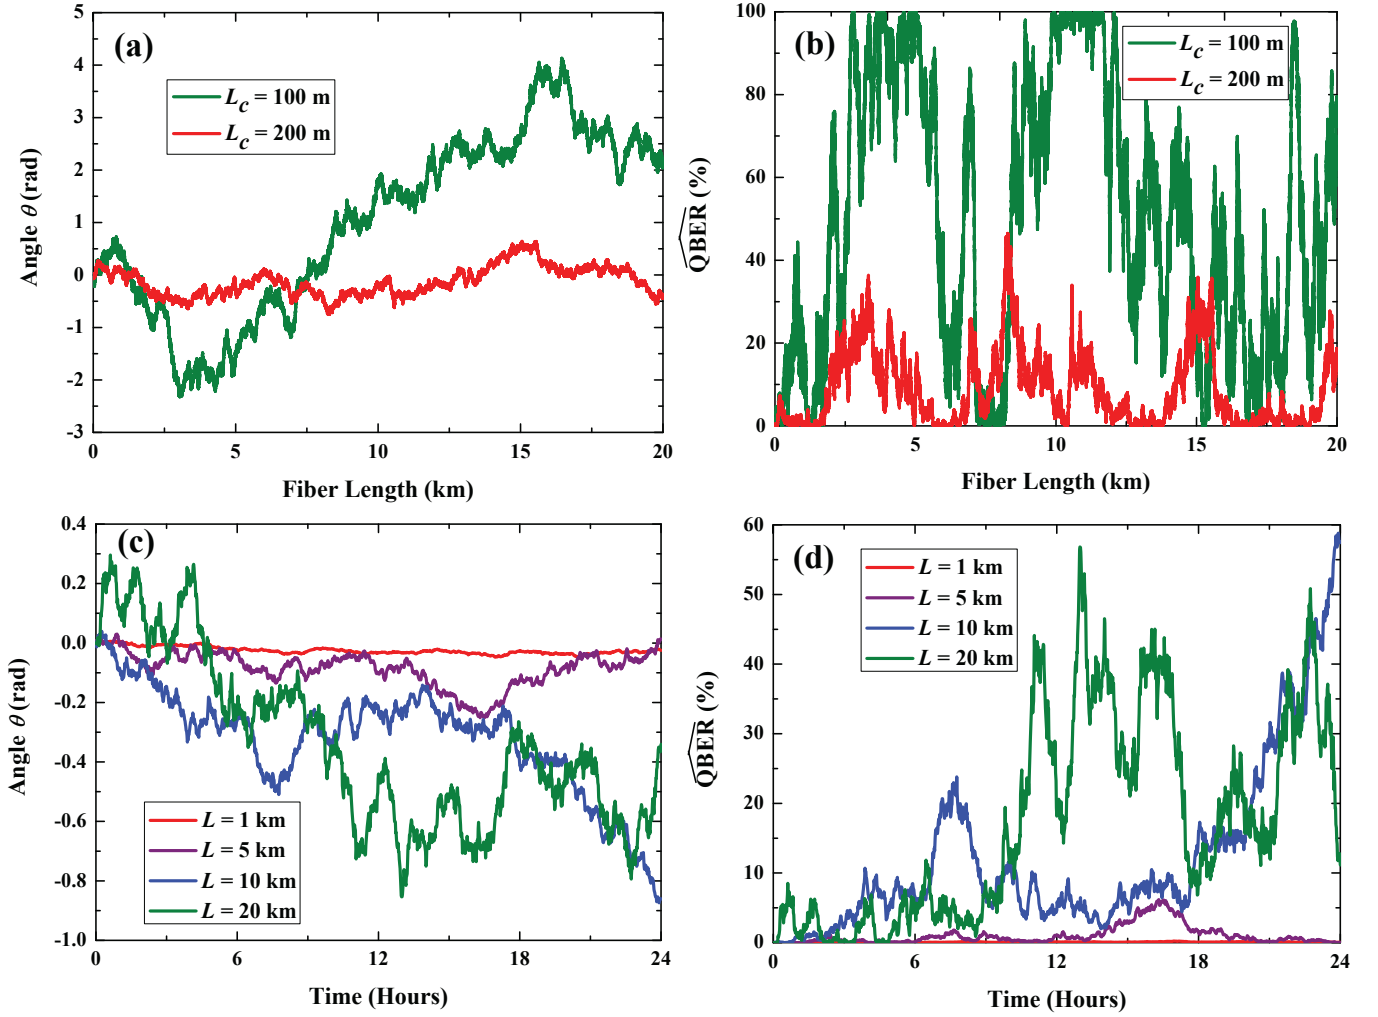 (a)
L_c = 100 m
L_c = 200 m
5
4
3
2
1
0
-1
-2
-3
0
5
10
15
20
Angle θ (rad)
Fiber Length (km)
(b)
L_c = 100 m
L_c = 200 m
100
80
60
40
20
0
0
5
10
15
20
QBER (%)
Fiber Length (km)
(c)
0.4
0.2
0.0
-0.2
-0.4
-0.6
-0.8
-1.0
L = 1 km
L = 5 km
L = 10 km
L = 20 km
0
6
12
18
24
Angle θ (rad)
Time (Hours)
(d)
L = 1 km
L = 5 km
L = 10 km
L = 20 km
60
50
40
30
20
10
0
0
6
12
18
24
QBER (%)
Time (Hours)